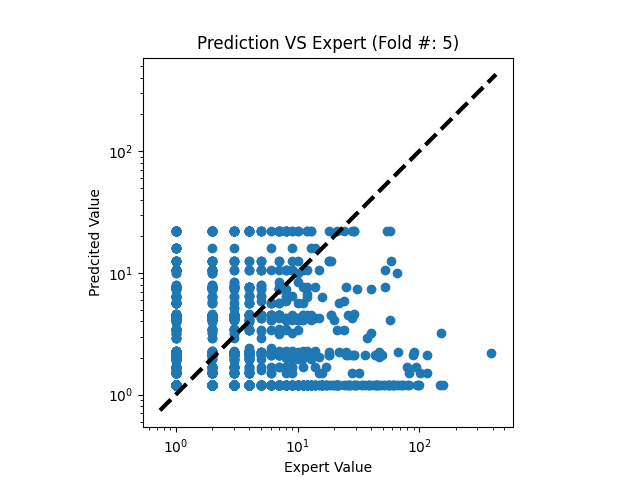 Prediction VS Expert (Fold #: 5)
Predcited Value
10²
10¹
10⁰
10⁰ 10¹ 10²
Expert Value